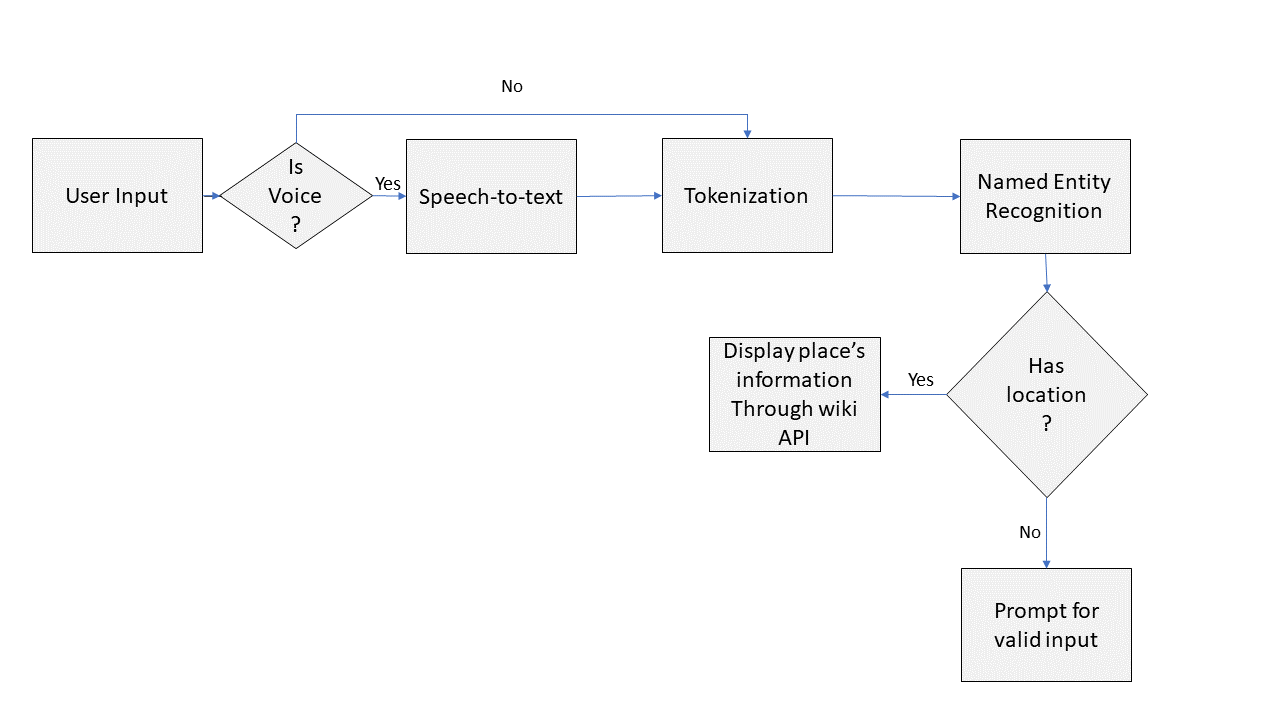 No
User Input
Is
Voice
?
Yes
Speech-to-text
Tokenization
Named Entity
Recognition
Display place's
information
Through wiki
API
Yes
Has
location
?
No
Prompt for
valid input